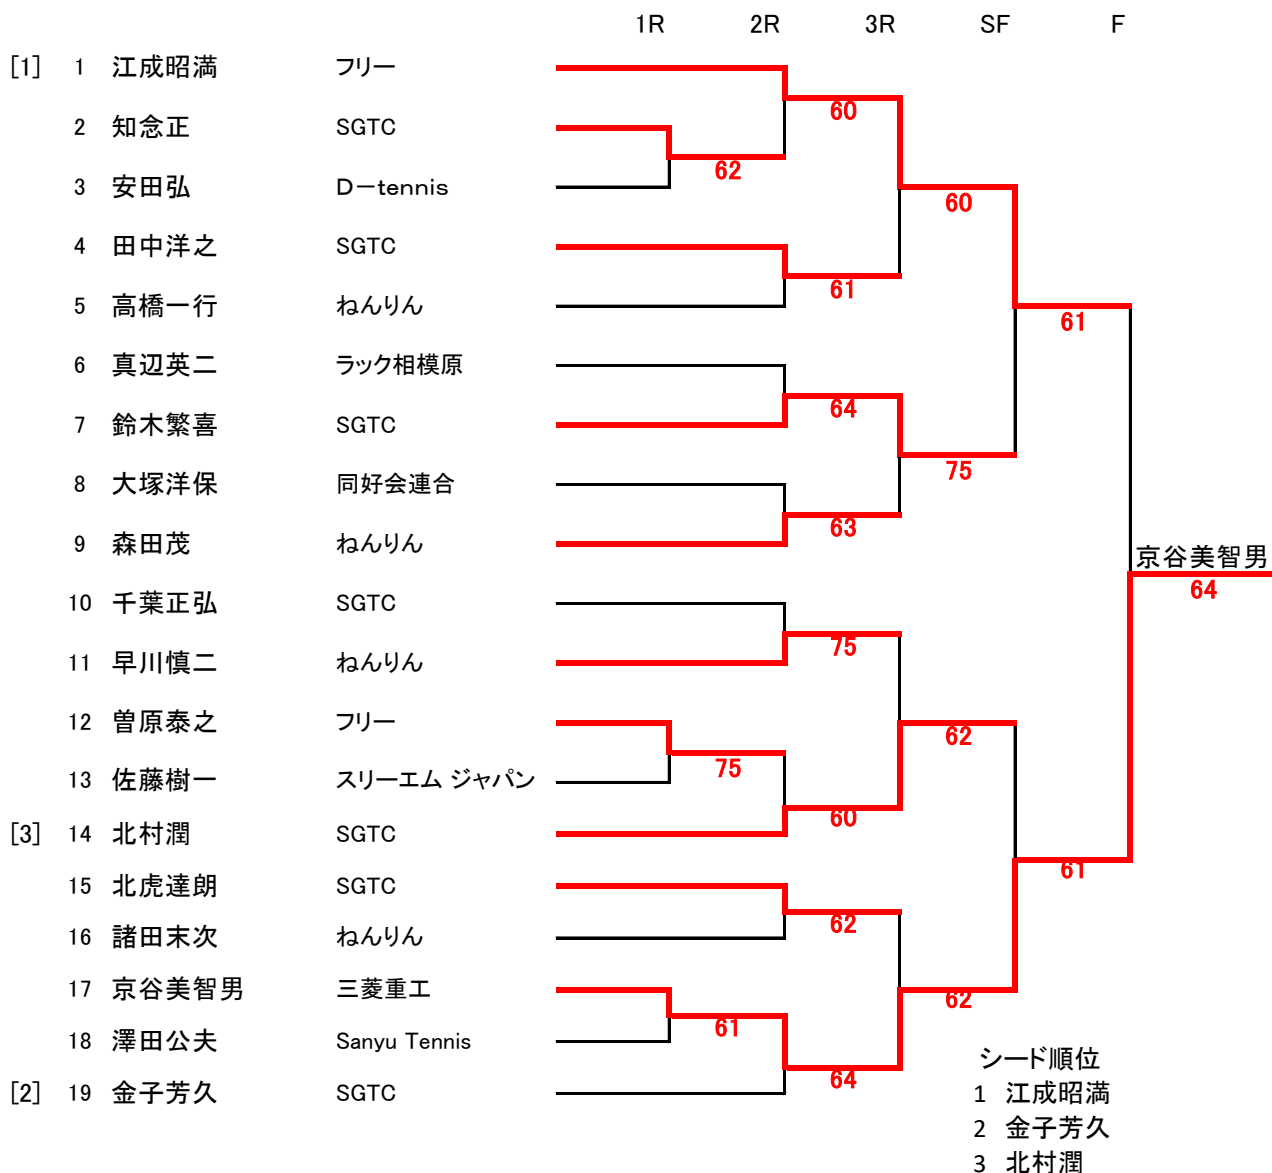 1R 2R 3R SF F
[1] 1 江成昭満 フリー
60
2 知念正 SGTC
62
3 安田弘 D－tennis
60
4 田中洋之 SGTC
61
5 高橋一行 ねんりん
61
6 真辺英二 ラック相模原
64
7 鈴木繁喜 SGTC
75
8 大塚洋保 同好会連合
63
9 森田茂 ねんりん
京谷美智男
64
10 千葉正弘 SGTC
75
11 早川慎二 ねんりん
12 曽原泰之 フリー
62
75
13 佐藤樹一 スリーエム ジャパン
60
[3] 14 北村潤 SGTC
61
15 北虎達朗 SGTC
62
16 諸田末次 ねんりん
17 京谷美智男 三菱重工
62
61
18 澤田公夫 Sanyu Tennis
64
[2] 19 金子芳久 SGTC
シード順位
1 江成昭満
2 金子芳久
3 北村潤